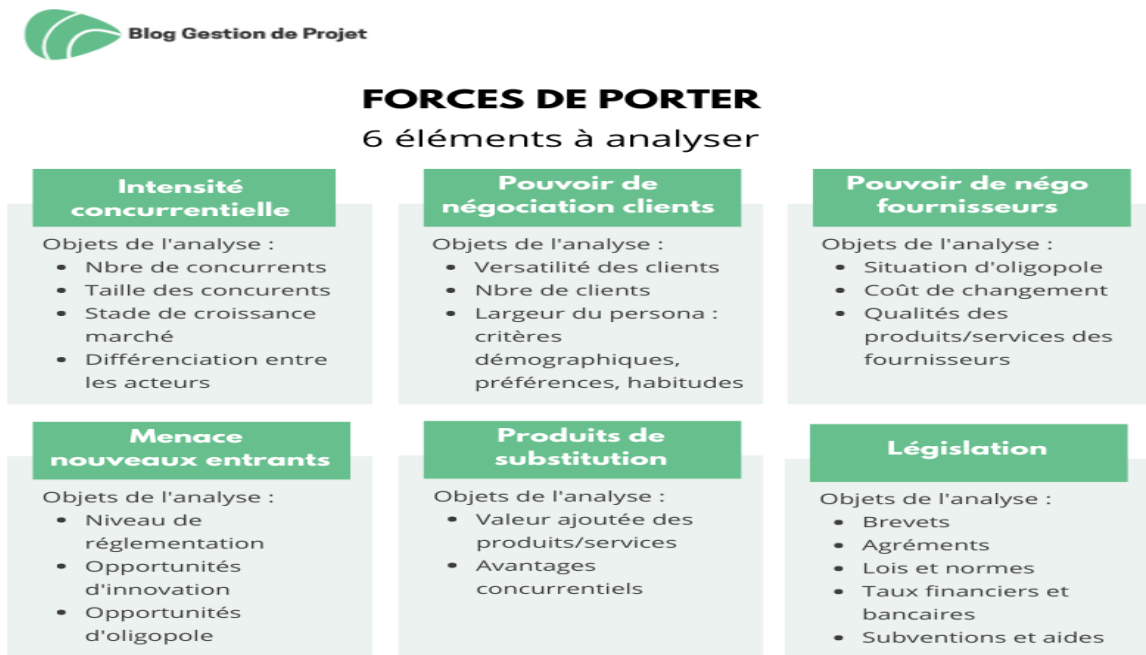 Blog Gestion de Projet
FORCES DE PORTER
6 éléments à analyser
Intensité
concurrentielle
Objets de l'analyse :
• Nbre de concurrents
• Taille des concurents
• Stade de croissance
marché
• Différenciation entre
les acteurs
Pouvoir de
négociation clients
Objets de l'analyse :
• Versatilité des clients
• Nbre de clients
• Largeur du persona :
critères
démographiques,
préférences, habitudes
Pouvoir de négo
fournisseurs
Objets de l'analyse :
• Situation d'oligopole
• Coût de changement
• Qualités des
produits/services des
fournisseurs
Menace
nouveaux entrants
Objets de l'analyse :
• Niveau de
réglementation
• Opportunités
d'innovation
• Opportunités
d'oligopole
Produits de
substitution
Objets de l'analyse :
• Valeur ajoutée des
produits/services
• Avantages
concurrentiels
Législation
Objets de l'analyse :
• Brevets
• Agréments
• Lois et normes
• Taux financiers et
bancaires
• Subventions et aides